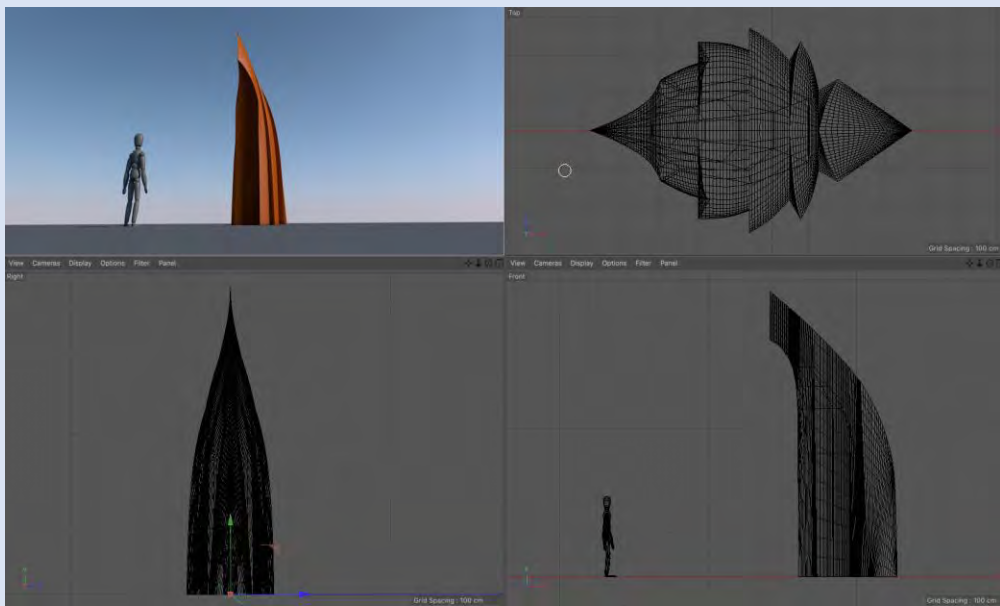 Top
Grid Spacing : 100 cm
View Cameras Display Options Filter Panel
Right
Grid Spacing : 100 cm
View Cameras Display Options Filter Panel
Front
Grid Spacing : 100 cm